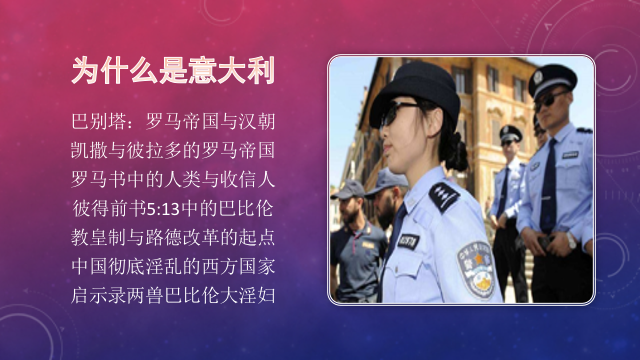 为什么是意大利
巴别塔：罗马帝国与汉朝
凯撒与彼拉多的罗马帝国
罗马书中的人类与收信人
彼得前书5:13中的巴比伦
教皇制与路德改革的起点
中国彻底淫乱的西方国家
启示录两兽巴比伦大淫妇